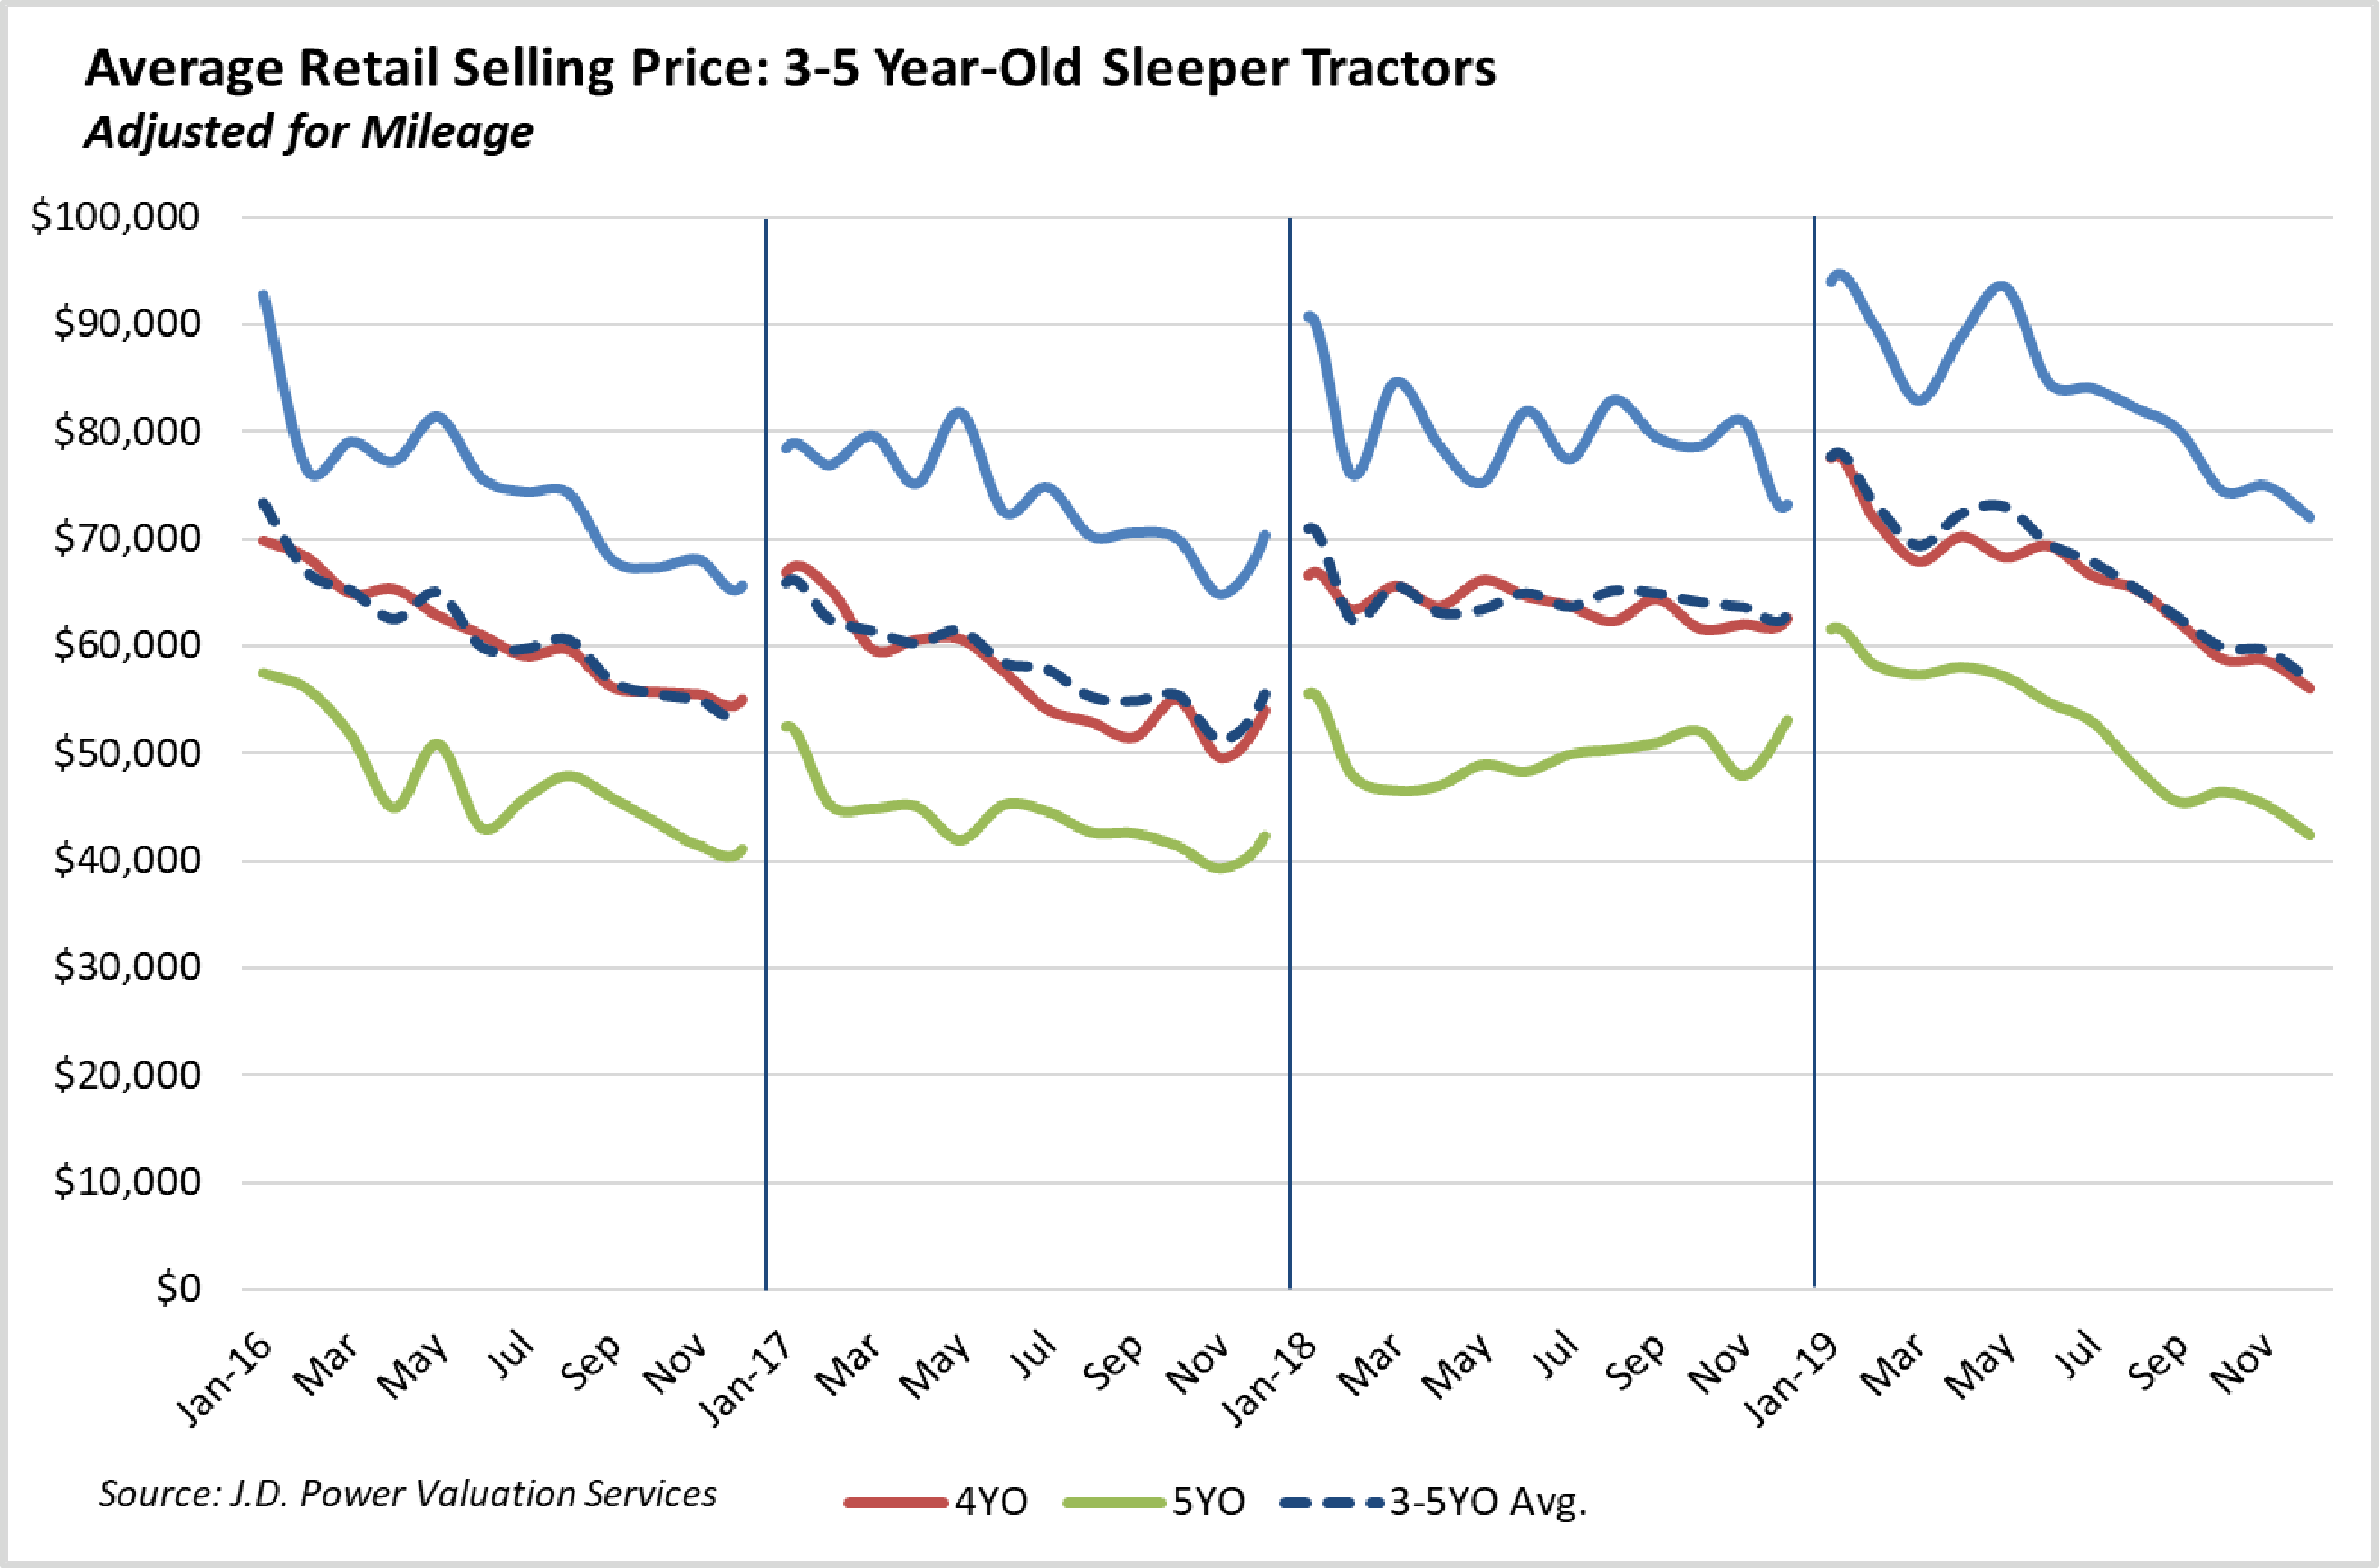 Average Retail Selling Price: 3-5 Year-Old Sleeper Tractors
Adjusted for Mileage
$100,000
$90,000
$80,000
$70,000
$60,000
$50,000
$40,000
$30,000
$20,000
$10,000
$0
Jan-16
Mar
May
Jul
Sep
Nov
Jan-17
Mar
May
Jul
Sep
Nov
Jan-18
Mar
May
Jul
Sep
Nov
Jan-19
Mar
May
Jul
Sep
Nov
Source: J.D. Power Valuation Services
4YO
5YO
3-5YO Avg.